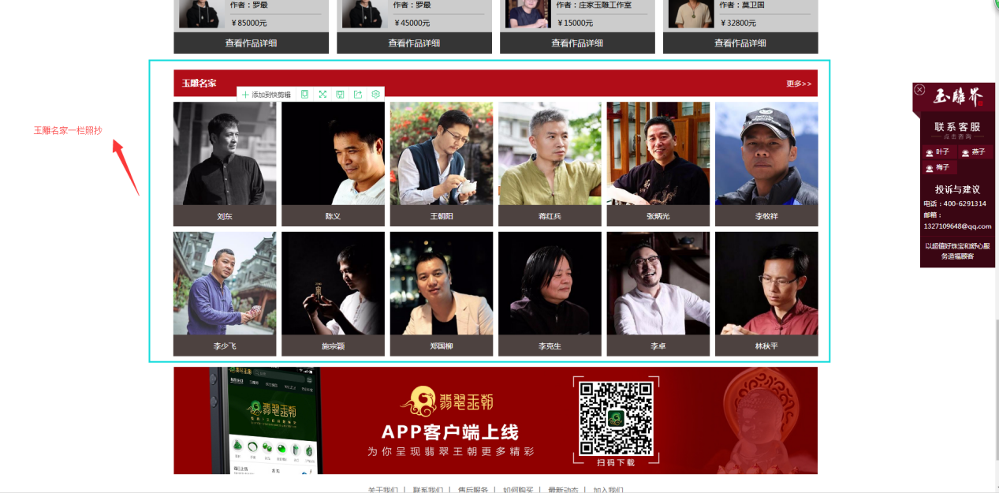 作者：罗最
作者：罗最
作者：庄家玉雕工作室
作者：莫卫国
￥85000元
￥45000元
￥15000元
￥32800元
查看作品详细
查看作品详细
查看作品详细
查看作品详细
玉雕名家
更多>>
添加到快剪辑
玉雕名家一栏照抄
刘东
陈义
王朝阳
蒋红兵
张炳光
李牧祥
李少飞
施宗颖
郑国柳
李克生
李卓
林秋平
玉雕界
联系客服
点击咨询
叶子
燕子
梅子
投诉与建议
电话：400-6291314
邮箱：
1327109648@qq.com
以超值好珠宝和舒心服
务造福顾客
翡翠王朝
翡翠王朝
APP客户端上线
为你呈现翡翠王朝更多精彩
扫码下载
关于我们 | 联系我们 | 售后服务 | 如何购买 | 最新动态 | 加入我们